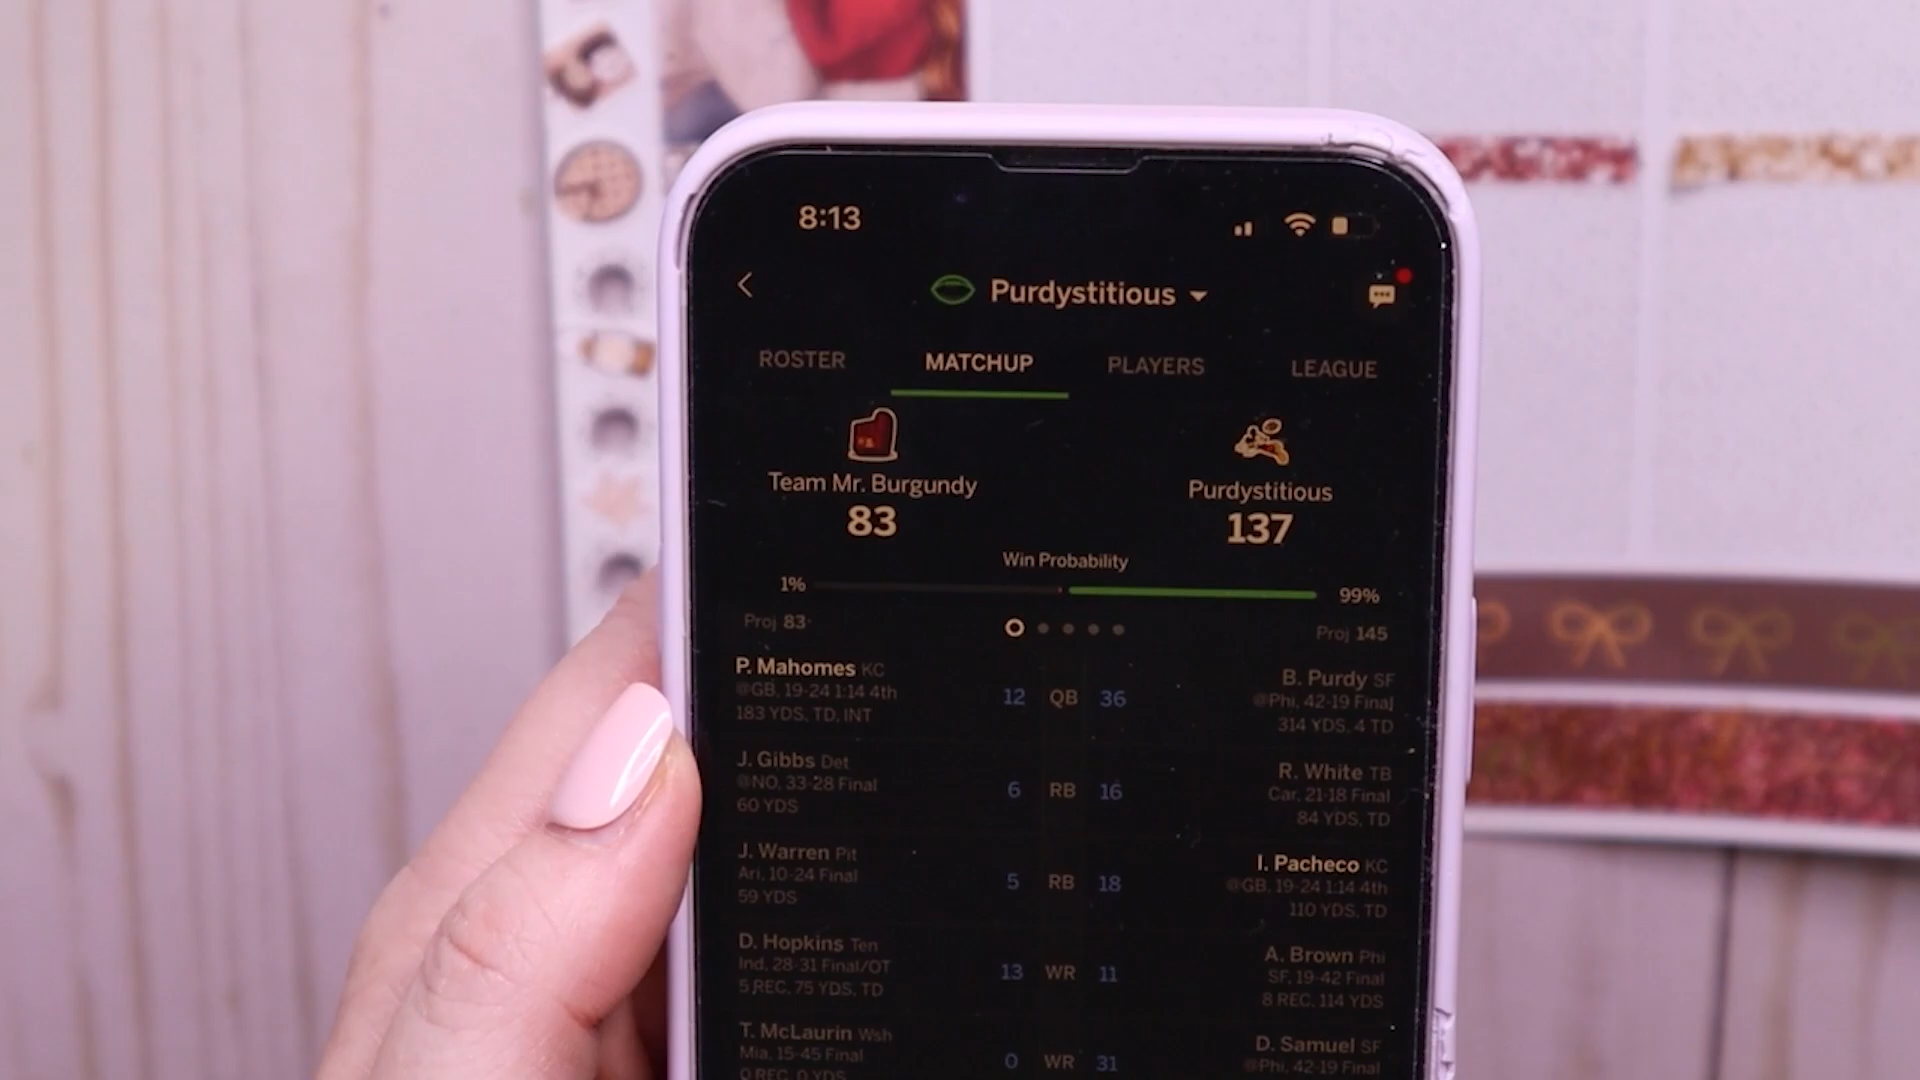 8:13
Purdystitious
ROSTER MATCHUP PLAYERS LEAGUE
Team Mr. Burgundy
83
Purdystitious
137
Win Probability
1%
99%
Proj 83
Proj 145
P. Mahomes KC
@GB, 19-24 1:14 4th
183 YDS, TD, INT
12 QB 36
B. Purdy SF
@Phi, 42-19 Final
314 YDS, 4 TD
J. Gibbs Det
@NO, 33-28 Final
60 YDS
6 RB 16
R. White TB
Car, 21-18 Final
84 YDS, TD
J. Warren Pit
Ari, 10-24 Final
59 YDS
5 RB 18
I. Pacheco KC
@GB, 19-24 1:14 4th
110 YDS, TD
D. Hopkins Ten
Ind, 28-31 Final/OT
5 REC, 75 YDS, TD
13 WR 11
A. Brown Phi
SF, 19-42 Final
8 REC, 114 YDS
T. McLaurin Wsh
Mia, 15-45 Final
0 REC, 0 YDS
0 WR 31
D. Samuel SF
@Phi, 42-19 Final